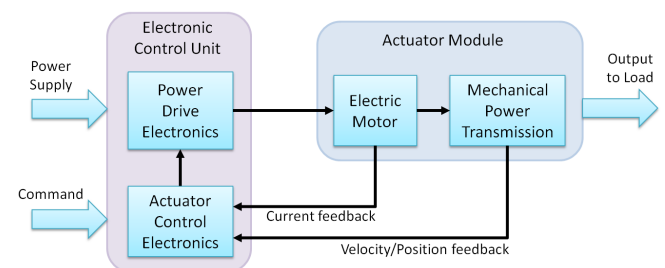 Electronic
Control Unit
Actuator Module
Power
Supply
Output
to Load
Power
Drive
Electronics
Electric
Motor
Mechanical
Power
Transmission
Command
Actuator
Control
Electronics
Current feedback
Velocity/Position feedback